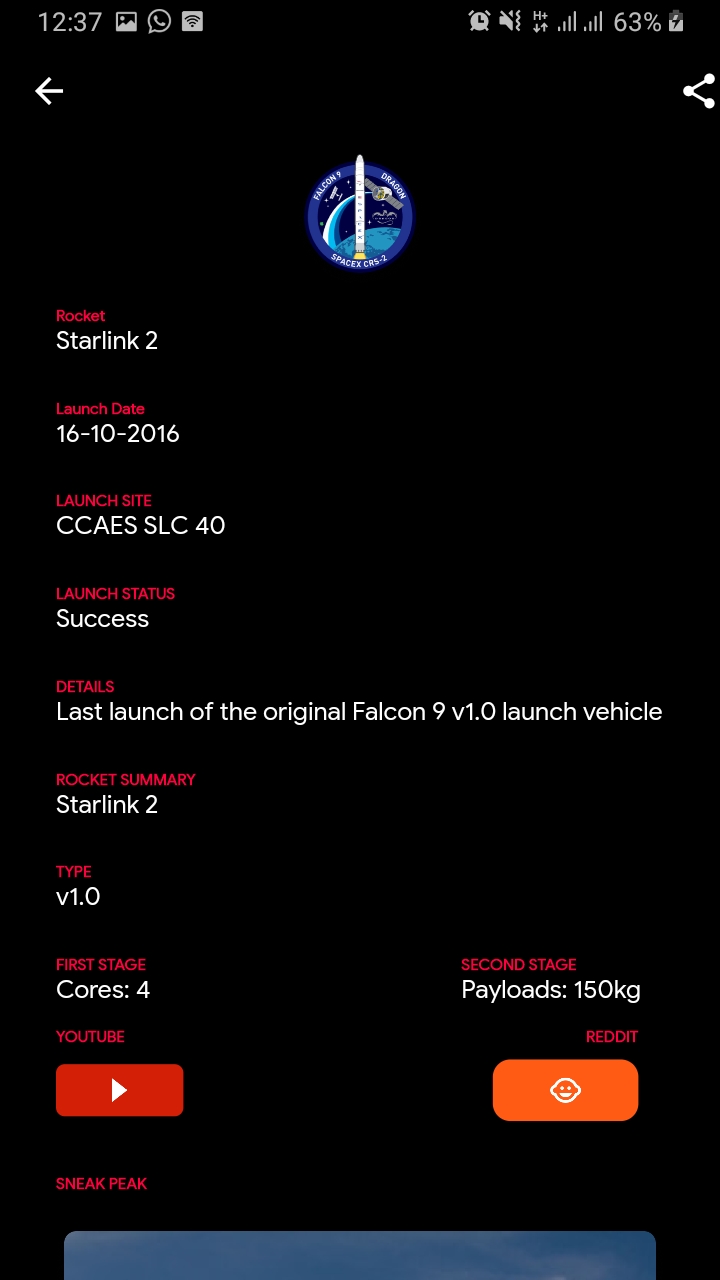 12:37 63%
FALCON 9 DRAGON
SPACEX CRS-2
Rocket
Starlink 2
Launch Date
16-10-2016
LAUNCH SITE
CCAES SLC 40
LAUNCH STATUS
Success
DETAILS
Last launch of the original Falcon 9 v1.0 launch vehicle
ROCKET SUMMARY
Starlink 2
TYPE
v1.0
FIRST STAGE SECOND STAGE
Cores: 4 Payloads: 150kg
YOUTUBE REDDIT
SNEAK PEAK